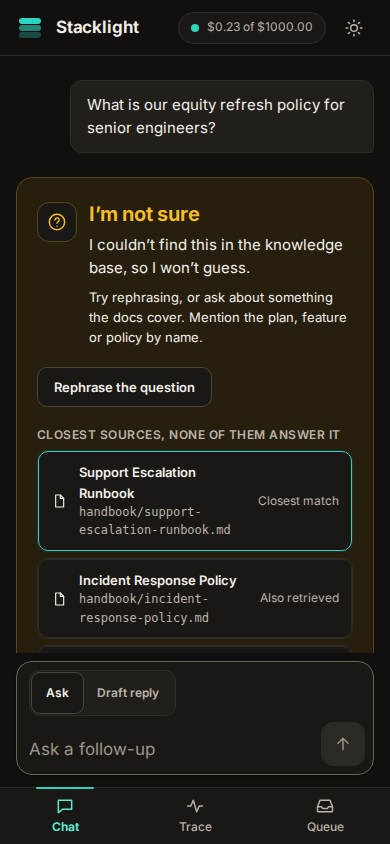 Stacklight
$0.23 of $1000.00
What is our equity refresh policy for
senior engineers?
I’m not sure
I couldn’t find this in the knowledge
base, so I won’t guess.
Try rephrasing, or ask about something
the docs cover. Mention the plan, feature
or policy by name.
Rephrase the question
CLOSEST SOURCES, NONE OF THEM ANSWER IT
Support Escalation
Runbook
handbook/support-
escalation-runbook.md
Closest match
Incident Response Policy
handbook/incident-
response-policy.md
Also retrieved
Ask
Draft reply
Ask a follow-up
Chat
Trace
Queue